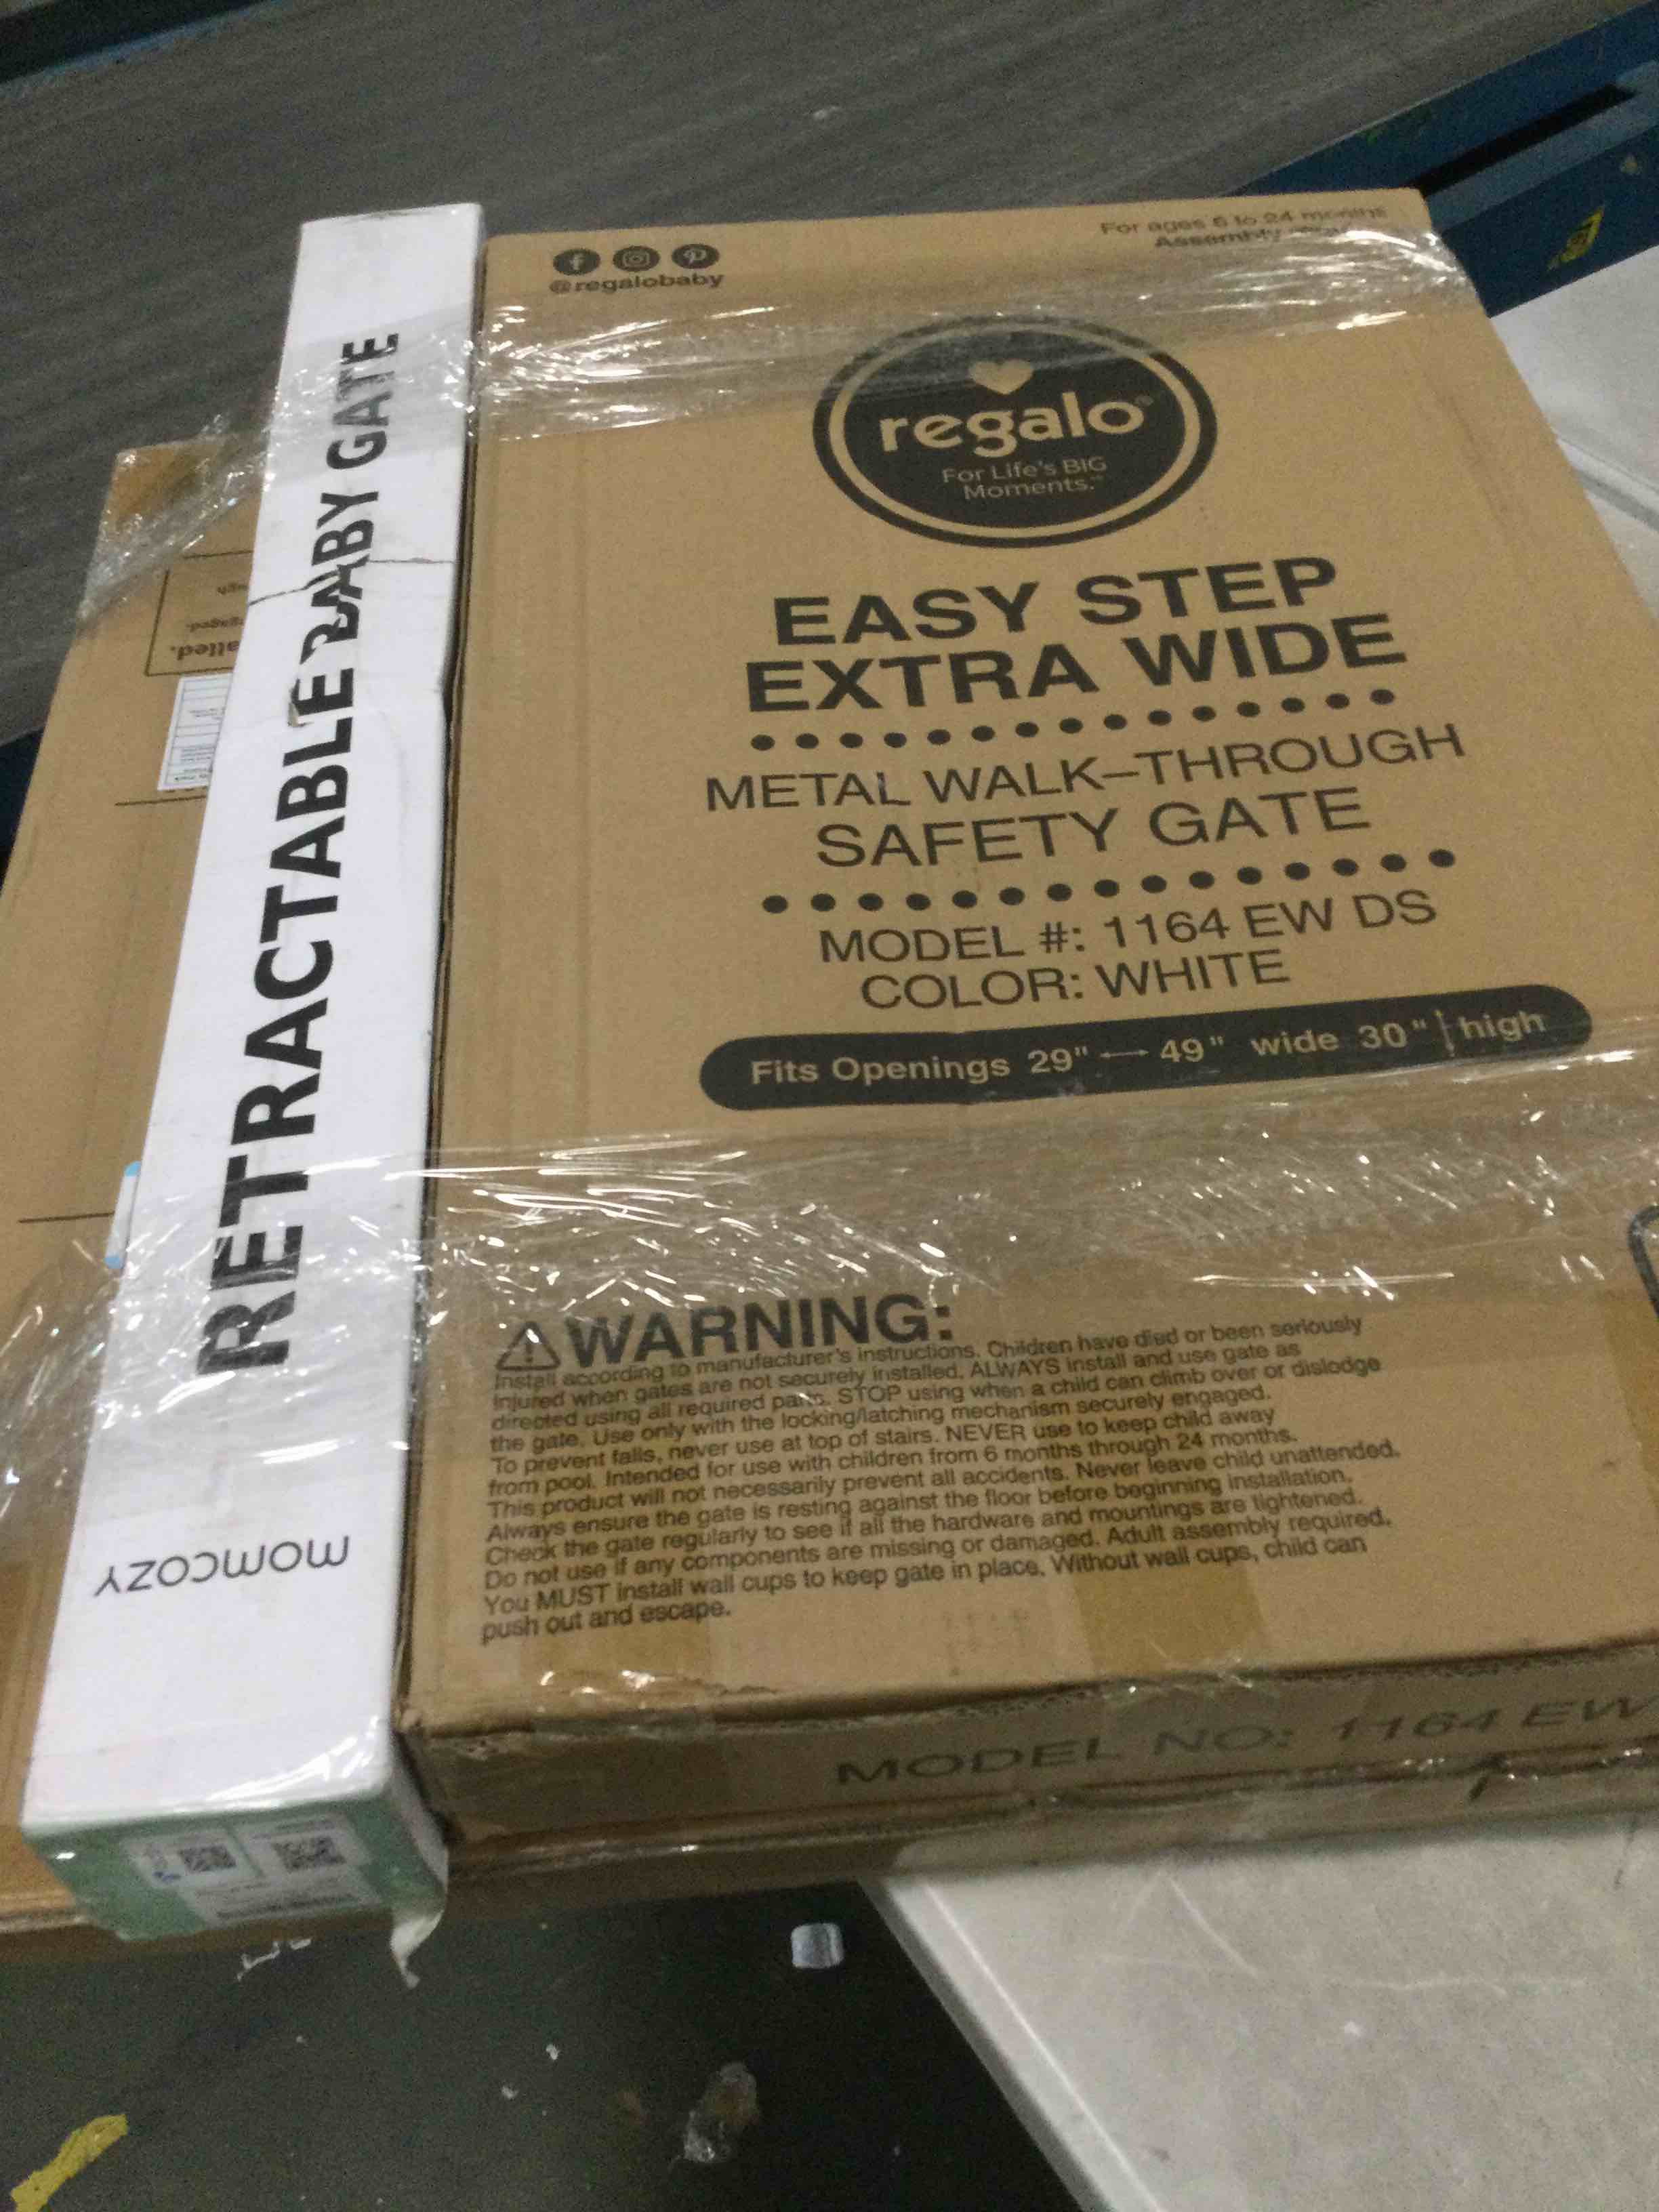 @regalobaby
For ages 6 to 24 months
Assembly
regalo®
For Life's BIG
Moments.™
EASY STEP
EXTRA WIDE
METAL WALK-THROUGH
SAFETY GATE
MODEL #: 1164 EW DS
COLOR: WHITE
Fits Openings 29" ↔ 49" wide 30" high
WARNING:
Install according to manufacturer's instructions. Children have died or been seriously
injured when gates are not securely installed. ALWAYS install and use gate as
directed using all required parts. STOP using when a child can climb over or dislodge
the gate. Use only with the locking/latching mechanism securely engaged.
To prevent falls, never use at top of stairs. NEVER use to keep child away
from pool. Intended for use with children from 6 months through 24 months.
This product will not necessarily prevent all accidents. Never leave child unattended.
Always ensure the gate is resting against the floor before beginning installation.
Check the gate regularly to see if all the hardware and mountings are tightened.
Do not use if any components are missing or damaged. Adult assembly required.
You MUST install wall cups to keep gate in place. Without wall cups, child can
push out and escape.
MODEL NO: 1164 EW
RETRACTABLE BABY GATE
momcozy